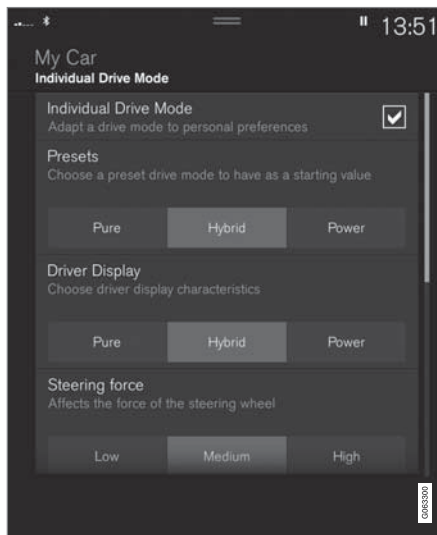 13:51
My Car
Individual Drive Mode
Individual Drive Mode
Adapt a drive mode to personal preferences
Presets
Choose a preset drive mode to have as a starting value
Pure Hybrid Power
Driver Display
Choose driver display characteristics
Pure Hybrid Power
Steering force
Affects the force of the steering wheel
Low Medium High
G063300